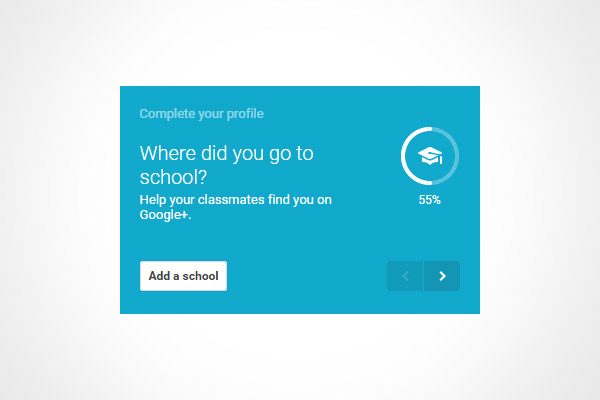 Complete your profile
Where did you go to
school?
Help your classmates find you on
Google+.
55%
Add a school